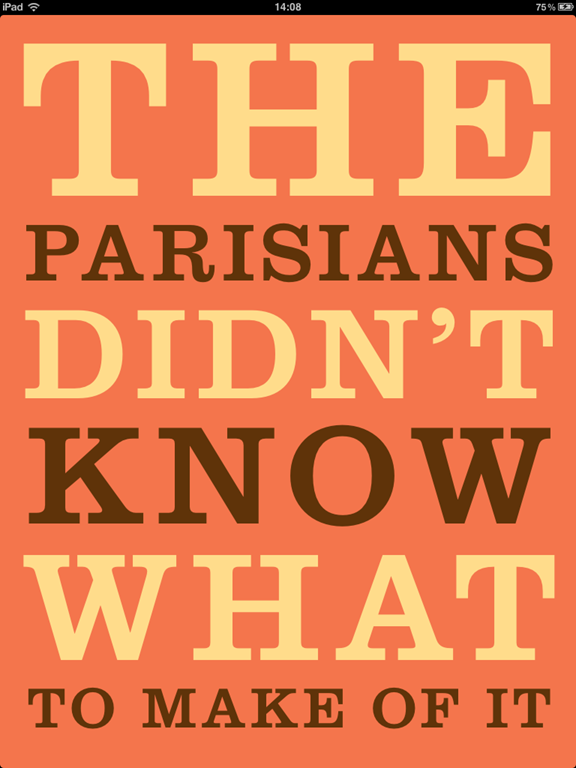 iPad 14:08 75%
THE
PARISIANS
DIDN’T
KNOW
WHAT
TO MAKE OF IT